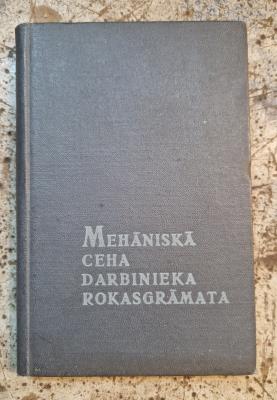 MEHĀNISKĀ
CEHA
DARBINIEKA
ROKASGRĀMATA